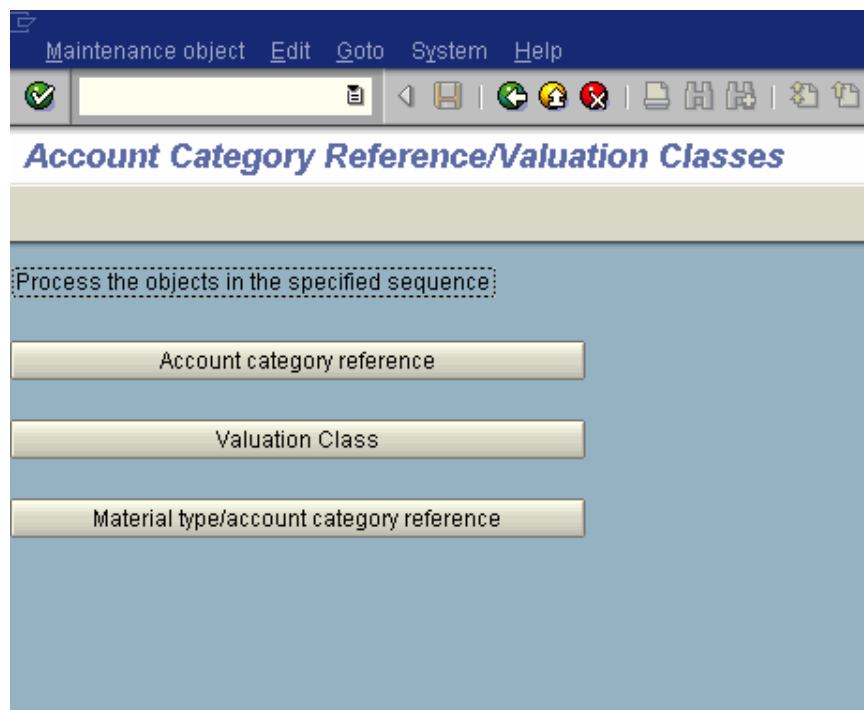 Maintenance object Edit Goto System Help
Account Category Reference/Valuation Classes
Process the objects in the specified sequence
Account category reference
Valuation Class
Material type/account category reference